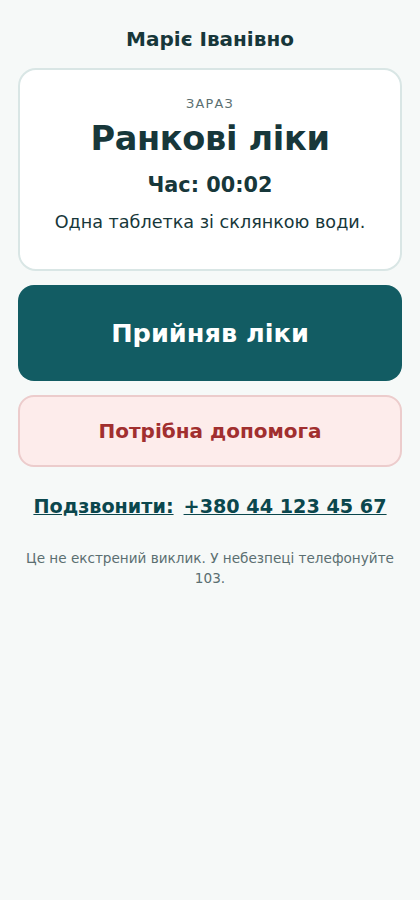 Маріє Іванівно
ЗАРАЗ
Ранкові ліки
Час: 00:02
Одна таблетка зі склянкою води.
Прийняв ліки
Потрібна допомога
Подзвонити: +380 44 123 45 67
Це не екстрений виклик. У небезпеці телефонуйте
103.